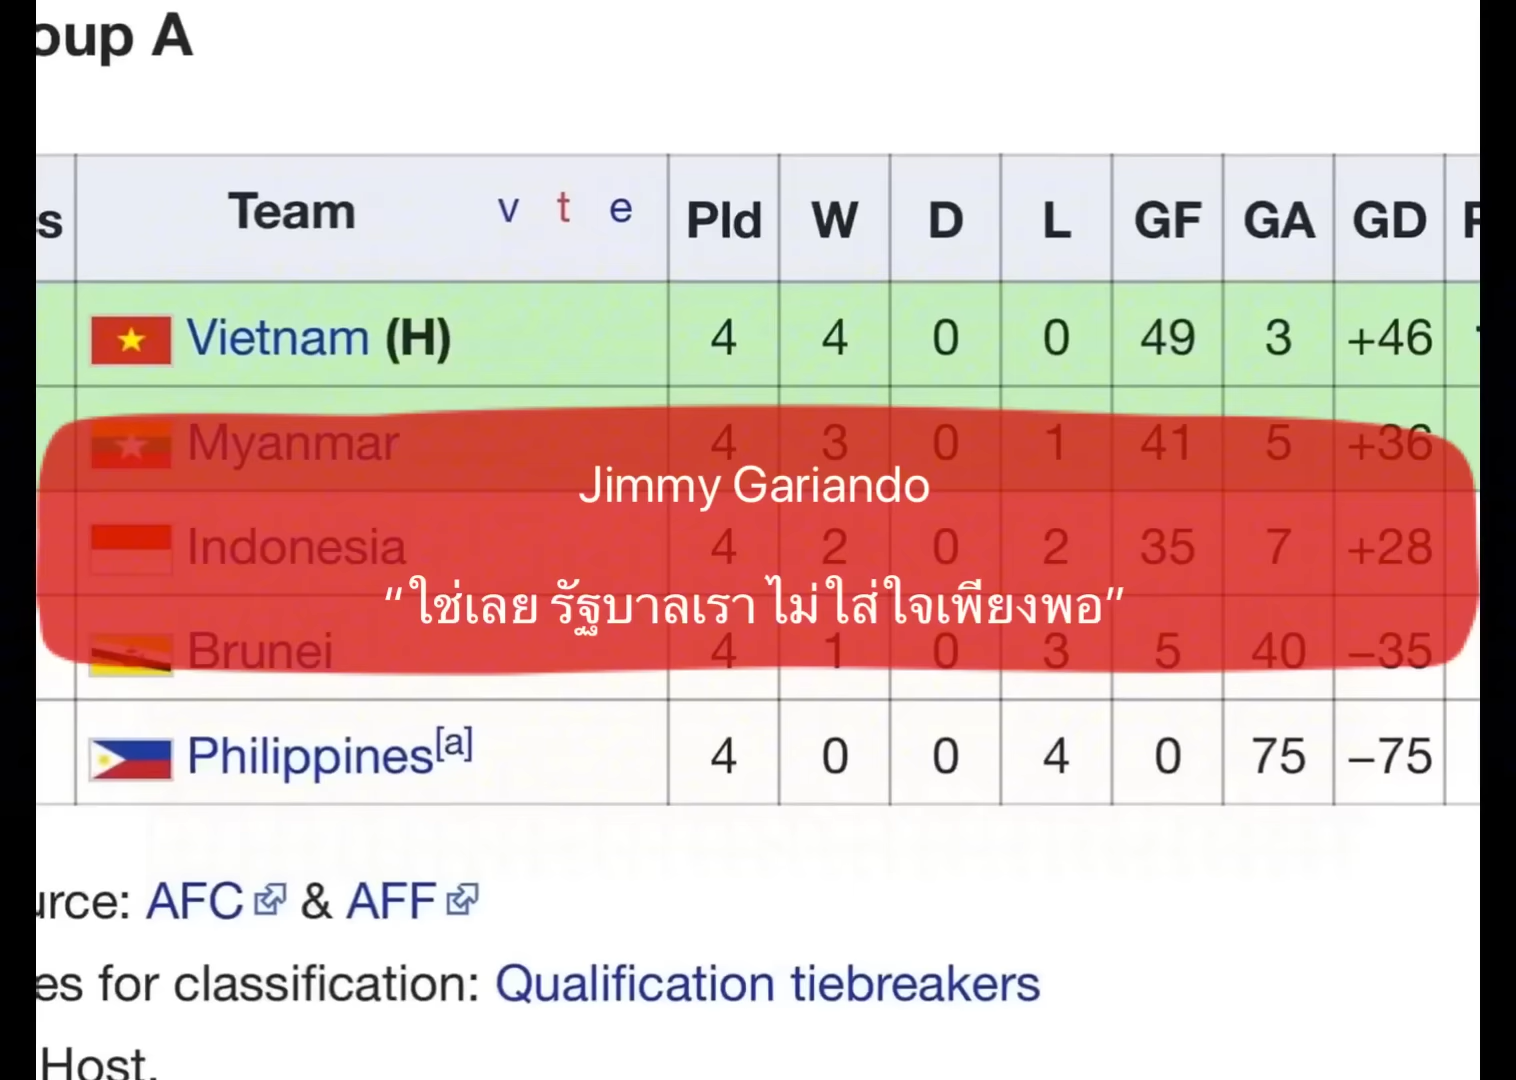 oup A
s Team v t e Pld W D L GF GA GD P
Vietnam (H) 4 4 0 0 49 3 +46
Myanmar 4 3 0 1 41 5 +36
Jimmy Gariando
Indonesia 4 2 0 2 35 7 +28
“ใช่เลย รัฐบาลเรา ไม่ใส่ใจเพียงพอ”
Brunei 4 1 0 3 5 40 −35
Philippines[a] 4 0 0 4 0 75 −75
urce: AFC & AFF
es for classification: Qualification tiebreakers
Host.